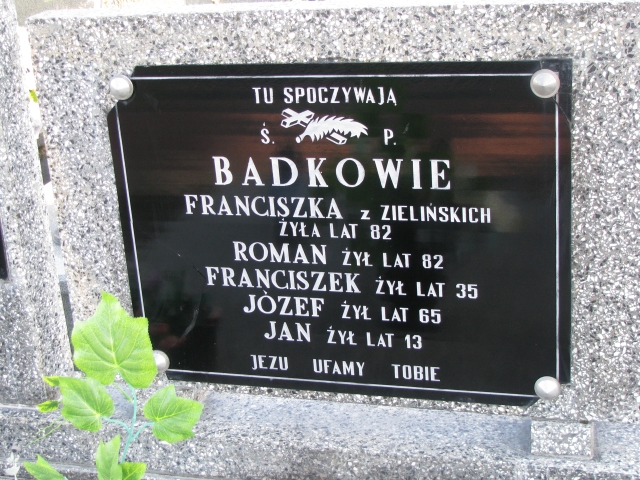 TU SPOCZYWAJĄ
Ś. P.
BADKOWIE
FRANCISZKA z ZIELIŃSKICH
ŻYŁA LAT 82
ROMAN ŻYŁ LAT 82
FRANCISZEK ŻYŁ LAT 35
JÒZEF ŻYŁ LAT 65
JAN ŻYŁ LAT 13
JEZU UFAMY TOBIE